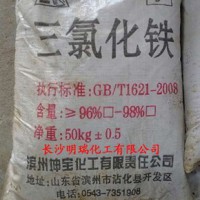 三氯化铁
执行标准:GB/T1621-2008
含量:≥96%□-98%□
净重:50kg±0.5
长沙明瑞化工有限公司
滨州坤宝化工有限责任公司
地址:山东省滨州市沾化县开发区
电话:0543-7351908